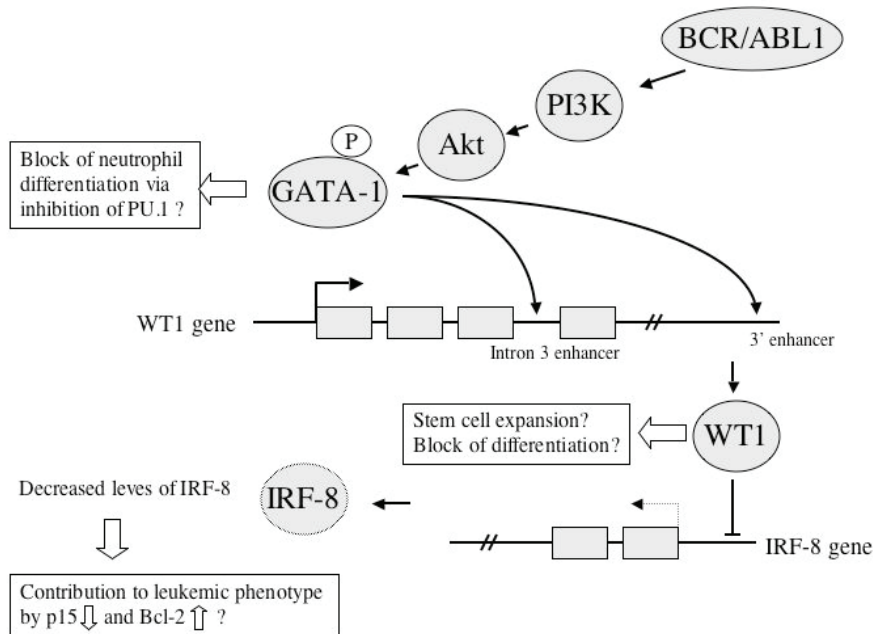 BCR/ABL1
PI3K
Akt
P
GATA-1
Block of neutrophil
differentiation via
inhibition of PU.1 ?
WT1 gene
Intron 3 enhancer
3' enhancer
Stem cell expansion?
Block of differentiation?
WT1
Decreased leves of IRF-8
IRF-8
IRF-8 gene
Contribution to leukemic phenotype
by p15 and Bcl-2 ?